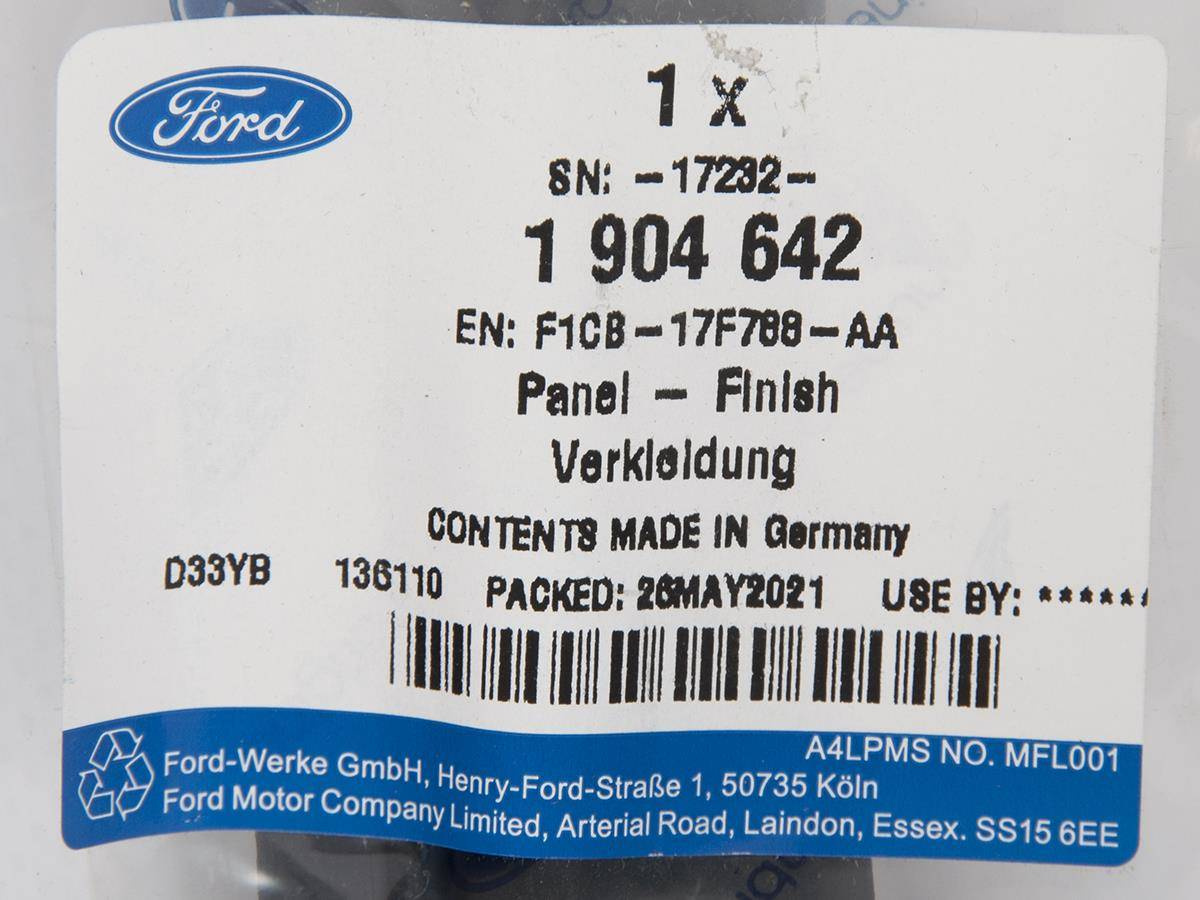 Ford
1 x
SN: -17292-
1 904 642
EN: F1CB-17F788-AA
Panel - Finish
Verkleidung
CONTENTS MADE IN Germany
D33YB 136110 PACKED: 26MAY2021 USE BY: ******
A4LPMS NO. MFL001
Ford-Werke GmbH, Henry-Ford-Straße 1, 50735 Köln
Ford Motor Company Limited, Arterial Road, Laindon, Essex. SS15 6EE